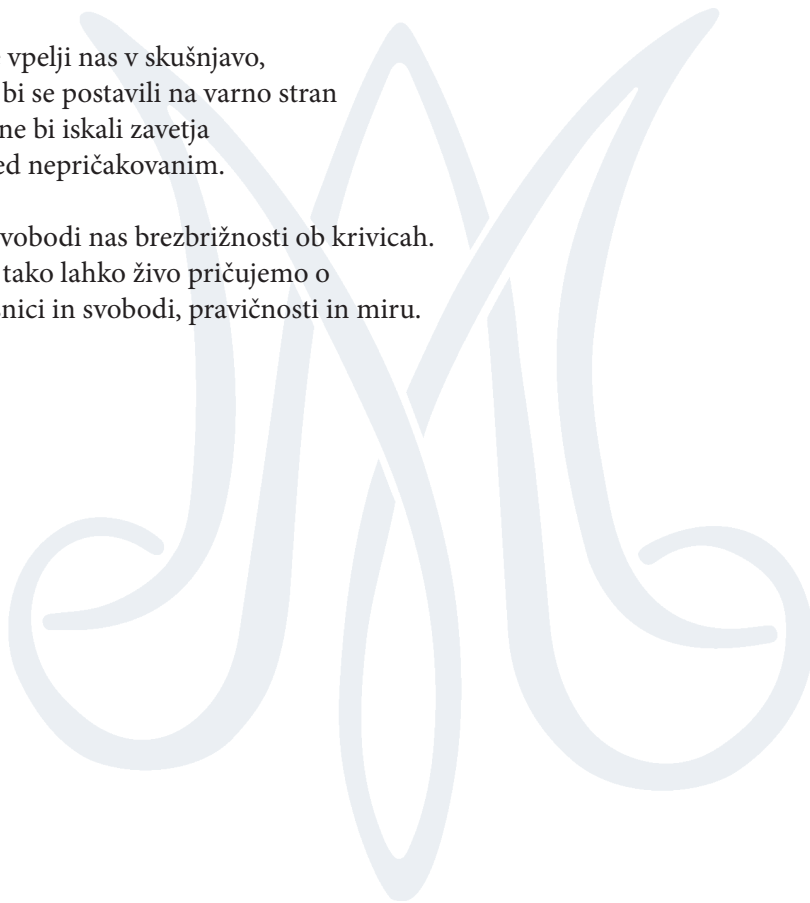 vpelji nas v skušnjavo,
bi se postavili na varno stran
ne bi iskali zavetja
nepričakovanim.
nas brezbrižnosti ob krivicah.
tako lahko živo pričujemo o
in svobodi, pravičnosti in miru.